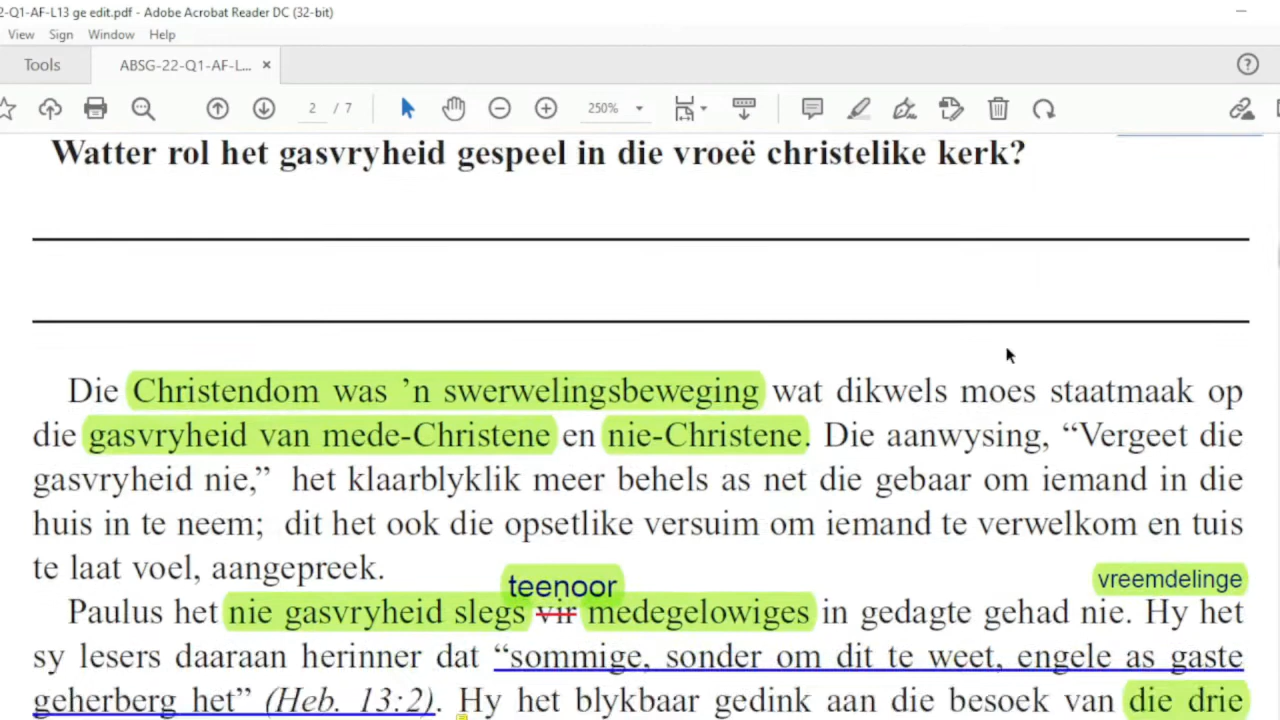 2-Q1-AF-L13 ge edit.pdf - Adobe Acrobat Reader DC (32-bit)
View Sign Window Help
Tools ABSG-22-Q1-AF-L... ×
2 / 7 250%
Watter rol het gasvryheid gespeel in die vroeë christelike kerk?
Die Christendom was ’n swerwelingsbeweging wat dikwels moes staatmaak op
die gasvryheid van mede-Christene en nie-Christene. Die aanwysing, “Vergeet die
gasvryheid nie,” het klaarblyklik meer behels as net die gebaar om iemand in die
huis in te neem; dit het ook die opsetlike versuim om iemand te verwelkom en tuis
te laat voel, aangepreek.
teenoor vreemdelinge
Paulus het nie gasvryheid slegs vir medegelowiges in gedagte gehad nie. Hy het
sy lesers daaraan herinner dat “sommige, sonder om dit te weet, engele as gaste
geherberg het” (Heb. 13:2). Hy het blykbaar gedink aan die besoek van die drie